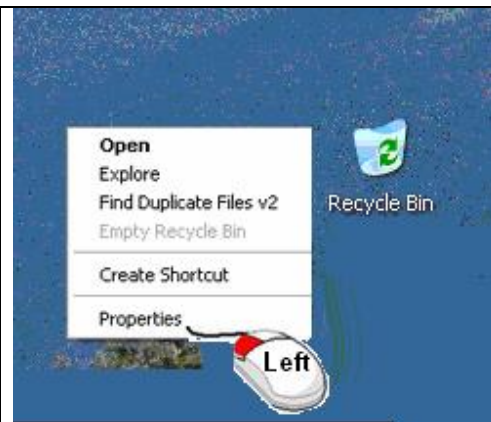 Open
Explore
Find Duplicate Files v2
Empty Recycle Bin
Create Shortcut
Properties
Recycle Bin
Left